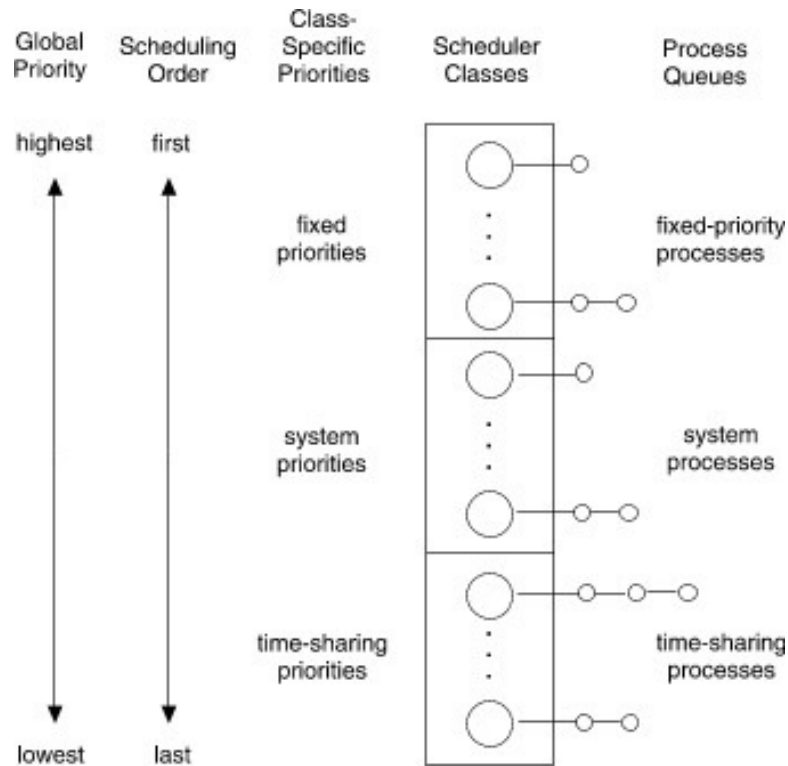 Global
Priority
Scheduling
Order
Class-
Specific
Priorities
Scheduler
Classes
Process
Queues
highest
first
fixed
priorities
fixed-priority
processes
system
priorities
system
processes
time-sharing
priorities
time-sharing
processes
lowest
last